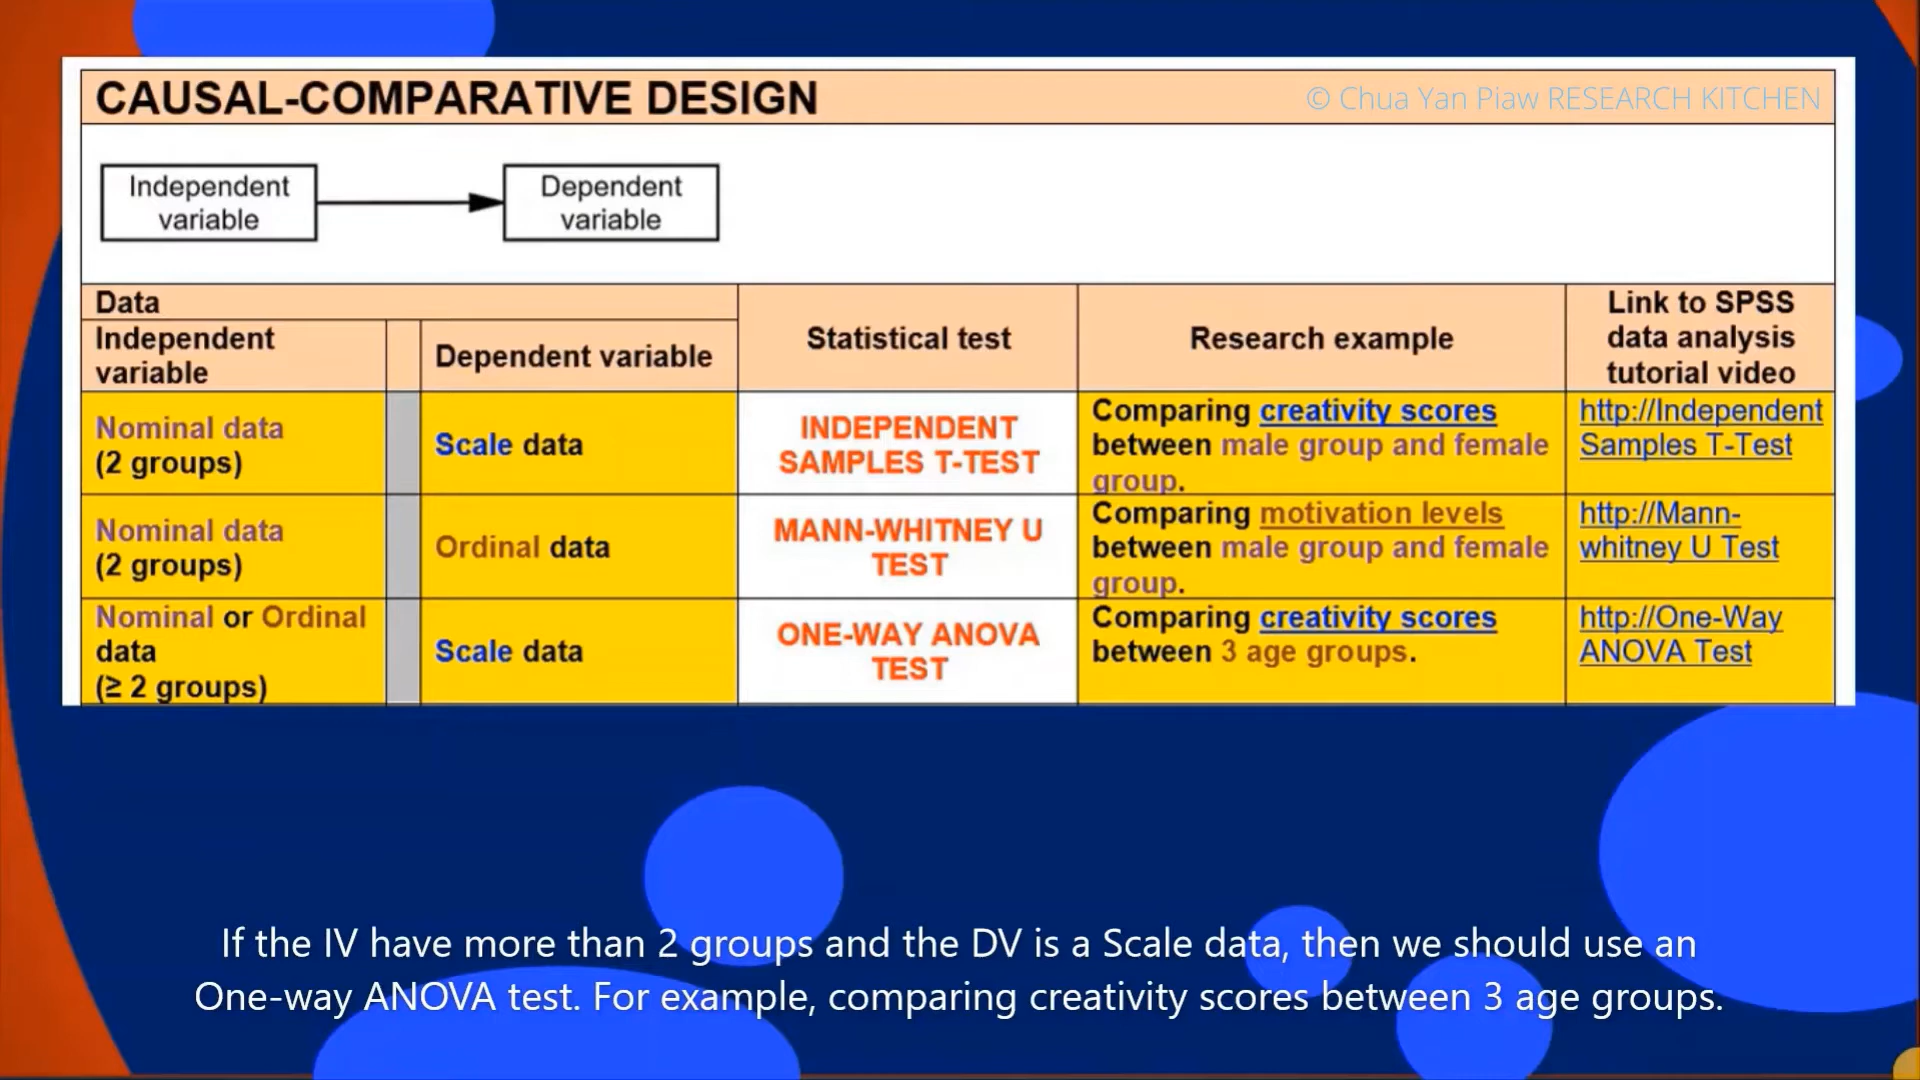 CAUSAL-COMPARATIVE DESIGN
© Chua Yan Piaw RESEARCH KITCHEN
Independent
variable
Dependent
variable
Data
Independent
variable
Dependent variable
Statistical test
Research example
Link to SPSS
data analysis
tutorial video
Nominal data
(2 groups)
Scale data
INDEPENDENT
SAMPLES T-TEST
Comparing creativity scores
between male group and female
group.
http://Independent
Samples T-Test
Nominal data
(2 groups)
Ordinal data
MANN-WHITNEY U
TEST
Comparing motivation levels
between male group and female
group.
http://Mann-
whitney U Test
Nominal or Ordinal
data
(≥ 2 groups)
Scale data
ONE-WAY ANOVA
TEST
Comparing creativity scores
between 3 age groups.
http://One-Way
ANOVA Test
If the IV have more than 2 groups and the DV is a Scale data, then we should use an
One-way ANOVA test. For example, comparing creativity scores between 3 age groups.